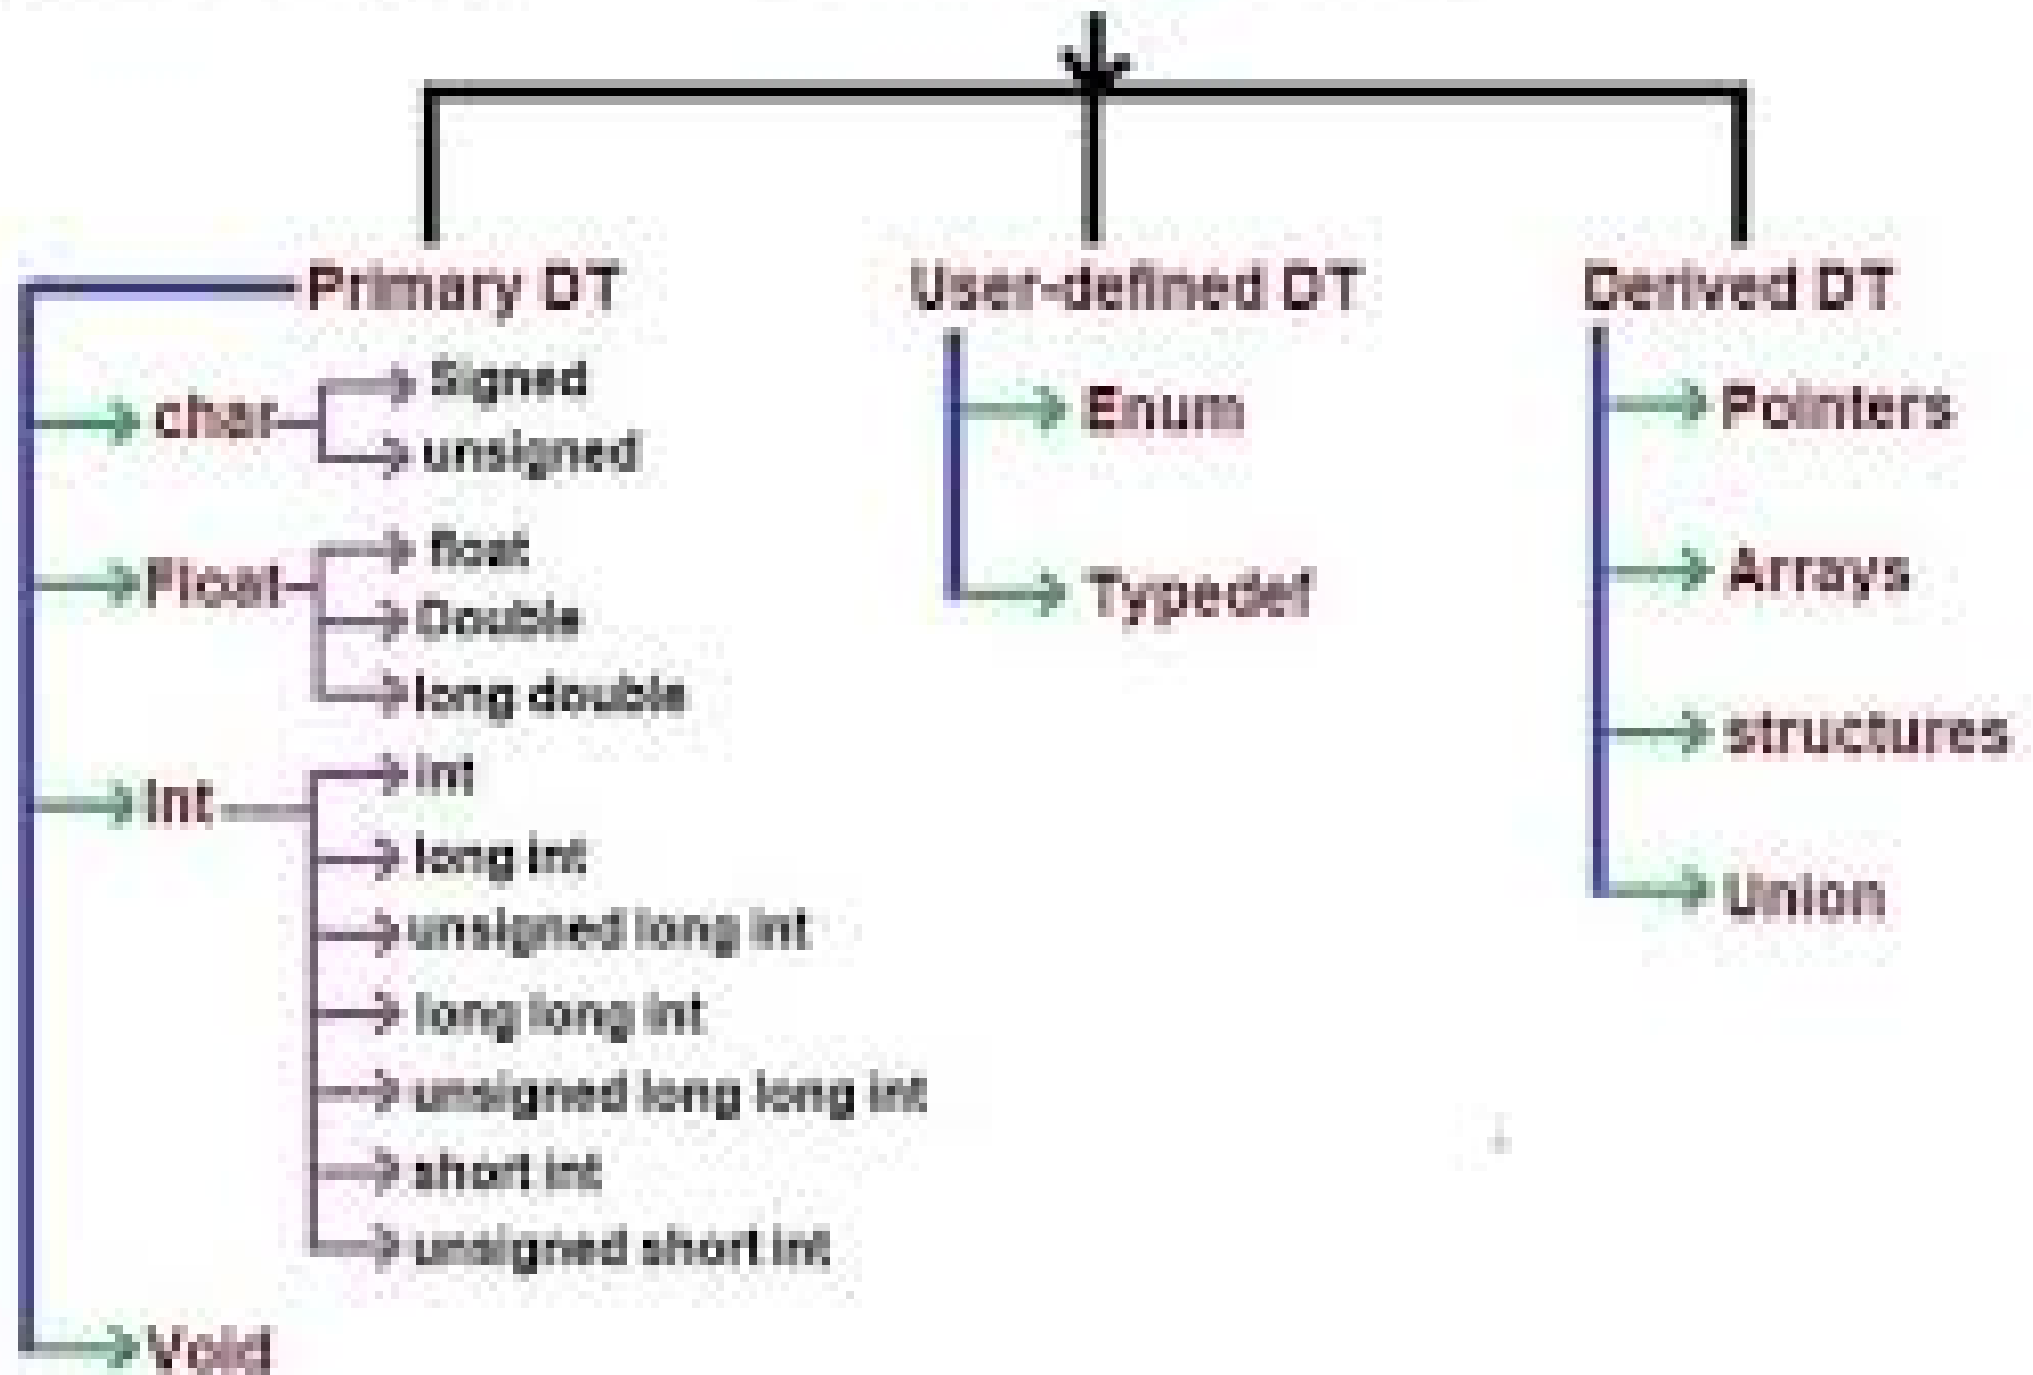 Primary DT
char
Signed
unsigned
Float
float
Double
long double
Int
int
long int
unsigned long int
long long int
unsigned long long int
short int
unsigned short int
Void
User-defined DT
Enum
Typedef
Derived DT
Pointers
Arrays
structures
Union